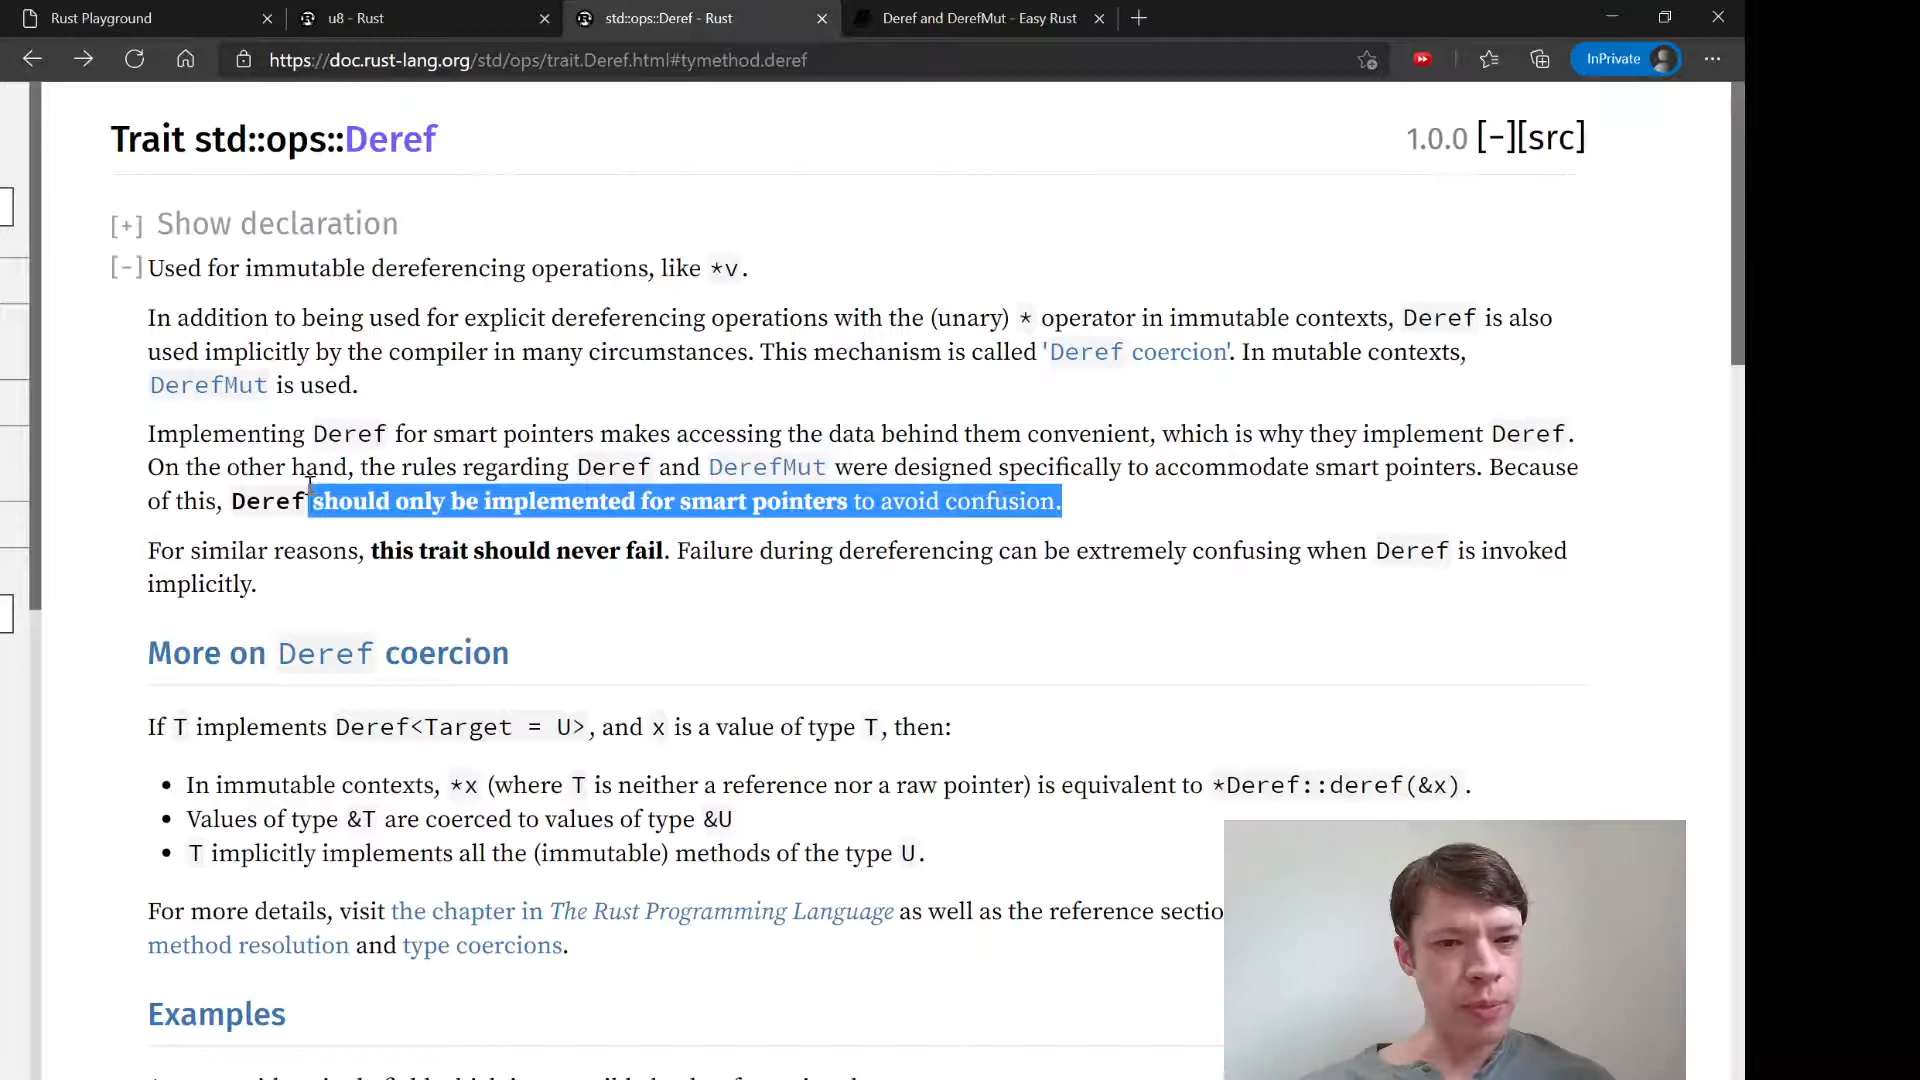 Rust Playground
u8 - Rust
std::ops::Deref - Rust
Deref and DerefMut - Easy Rust
https://doc.rust-lang.org/std/ops/trait.Deref.html#tymethod.deref
InPrivate
Trait std::ops::Deref
1.0.0 [-][src]
[+] Show declaration
[-] Used for immutable dereferencing operations, like *v.
In addition to being used for explicit dereferencing operations with the (unary) * operator in immutable contexts, Deref is also
used implicitly by the compiler in many circumstances. This mechanism is called 'Deref coercion'. In mutable contexts,
DerefMut is used.
Implementing Deref for smart pointers makes accessing the data behind them convenient, which is why they implement Deref.
On the other hand, the rules regarding Deref and DerefMut were designed specifically to accommodate smart pointers. Because
of this, Deref should only be implemented for smart pointers to avoid confusion.
For similar reasons, this trait should never fail. Failure during dereferencing can be extremely confusing when Deref is invoked
implicitly.
More on Deref coercion
If T implements Deref<Target = U>, and x is a value of type T, then:
• In immutable contexts, *x (where T is neither a reference nor a raw pointer) is equivalent to *Deref::deref(&x).
• Values of type &T are coerced to values of type &U
• T implicitly implements all the (immutable) methods of the type U.
For more details, visit the chapter in The Rust Programming Language as well as the reference sectio
method resolution and type coercions.
Examples